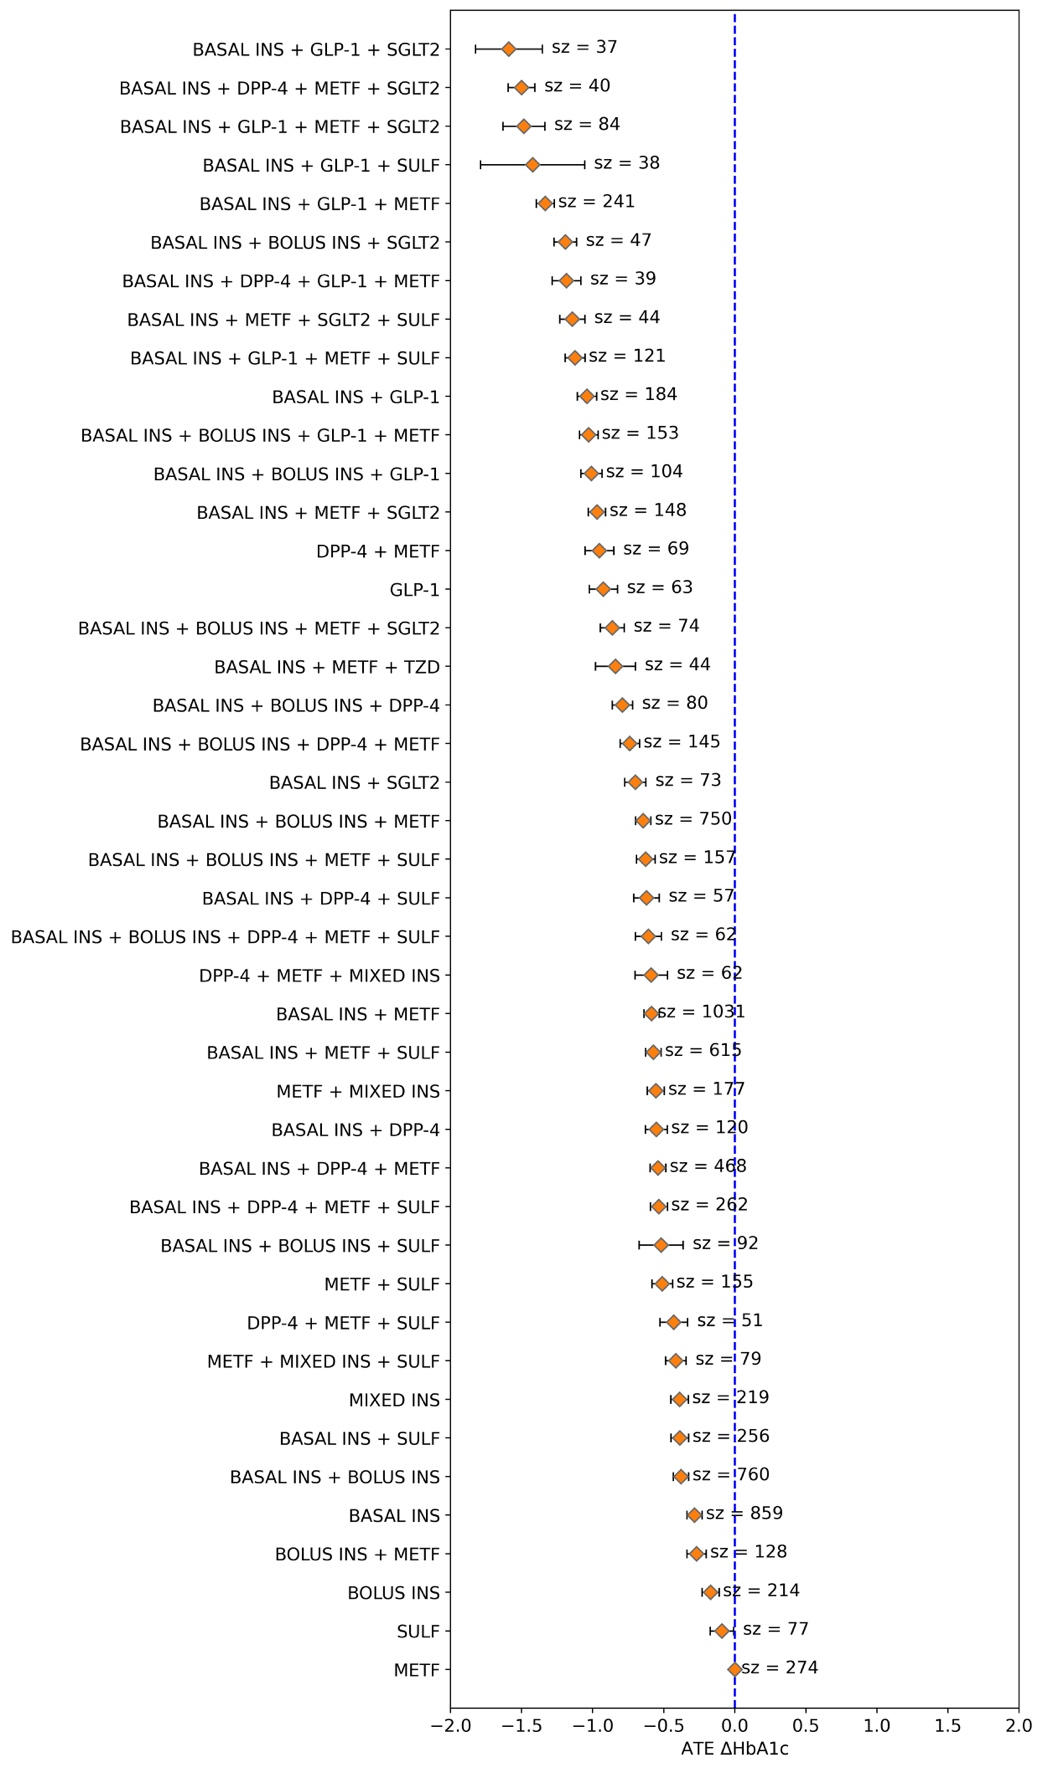 BASAL INS + GLP-1 + SGLT2 sz = 37
BASAL INS + DPP-4 + METF + SGLT2 sz = 40
BASAL INS + GLP-1 + METF + SGLT2 sz = 84
BASAL INS + GLP-1 + SULF sz = 38
BASAL INS + GLP-1 + METF sz = 241
BASAL INS + BOLUS INS + SGLT2 sz = 47
BASAL INS + DPP-4 + GLP-1 + METF sz = 39
BASAL INS + METF + SGLT2 + SULF sz = 44
BASAL INS + GLP-1 + METF + SULF sz = 121
BASAL INS + GLP-1 sz = 184
BASAL INS + BOLUS INS + GLP-1 + METF sz = 153
BASAL INS + BOLUS INS + GLP-1 sz = 104
BASAL INS + METF + SGLT2 sz = 148
DPP-4 + METF sz = 69
GLP-1 sz = 63
BASAL INS + BOLUS INS + METF + SGLT2 sz = 74
BASAL INS + METF + TZD sz = 44
BASAL INS + BOLUS INS + DPP-4 sz = 80
BASAL INS + BOLUS INS + DPP-4 + METF sz = 145
BASAL INS + SGLT2 sz = 73
BASAL INS + BOLUS INS + METF sz = 750
BASAL INS + BOLUS INS + METF + SULF sz = 157
BASAL INS + DPP-4 + SULF sz = 57
BASAL INS + BOLUS INS + DPP-4 + METF + SULF sz = 62
DPP-4 + METF + MIXED INS sz = 62
BASAL INS + METF sz = 1031
BASAL INS + METF + SULF sz = 615
METF + MIXED INS sz = 177
BASAL INS + DPP-4 sz = 120
BASAL INS + DPP-4 + METF sz = 468
BASAL INS + DPP-4 + METF + SULF sz = 262
BASAL INS + BOLUS INS + SULF sz = 92
METF + SULF sz = 155
DPP-4 + METF + SULF sz = 51
METF + MIXED INS + SULF sz = 79
MIXED INS sz = 219
BASAL INS + SULF sz = 256
BASAL INS + BOLUS INS sz = 760
BASAL INS sz = 859
BOLUS INS + METF sz = 128
BOLUS INS sz = 214
SULF sz = 77
METF sz = 274
−2.0 −1.5 −1.0 −0.5 0.0 0.5 1.0 1.5 2.0
ATE ΔHbA1c